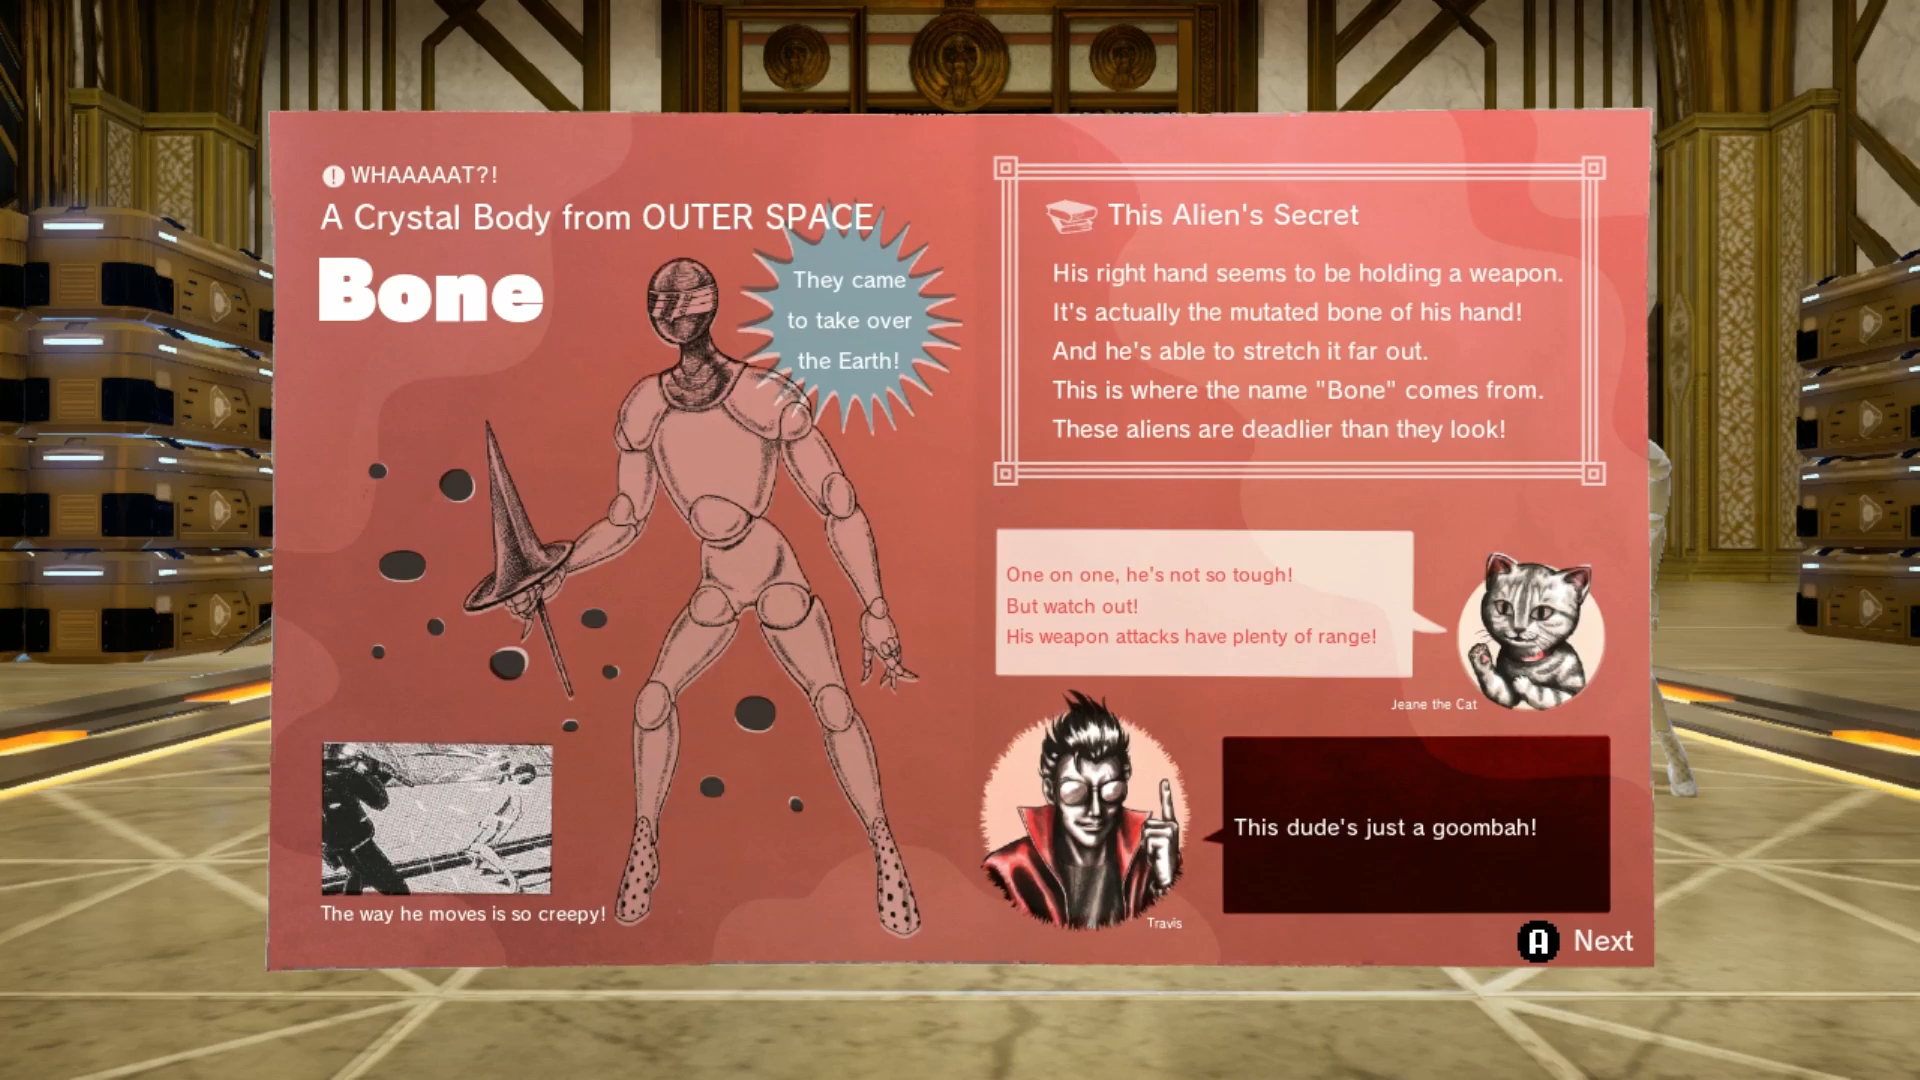 WHAAAAAT?!
A Crystal Body from OUTER SPACE
Bone
They came
to take over
the Earth!
The way he moves is so creepy!
This Alien's Secret
His right hand seems to be holding a weapon.
It's actually the mutated bone of his hand!
And he's able to stretch it far out.
This is where the name "Bone" comes from.
These aliens are deadlier than they look!
One on one, he's not so tough!
But watch out!
His weapon attacks have plenty of range!
Jeane the Cat
This dude's just a goombah!
Travis
A Next